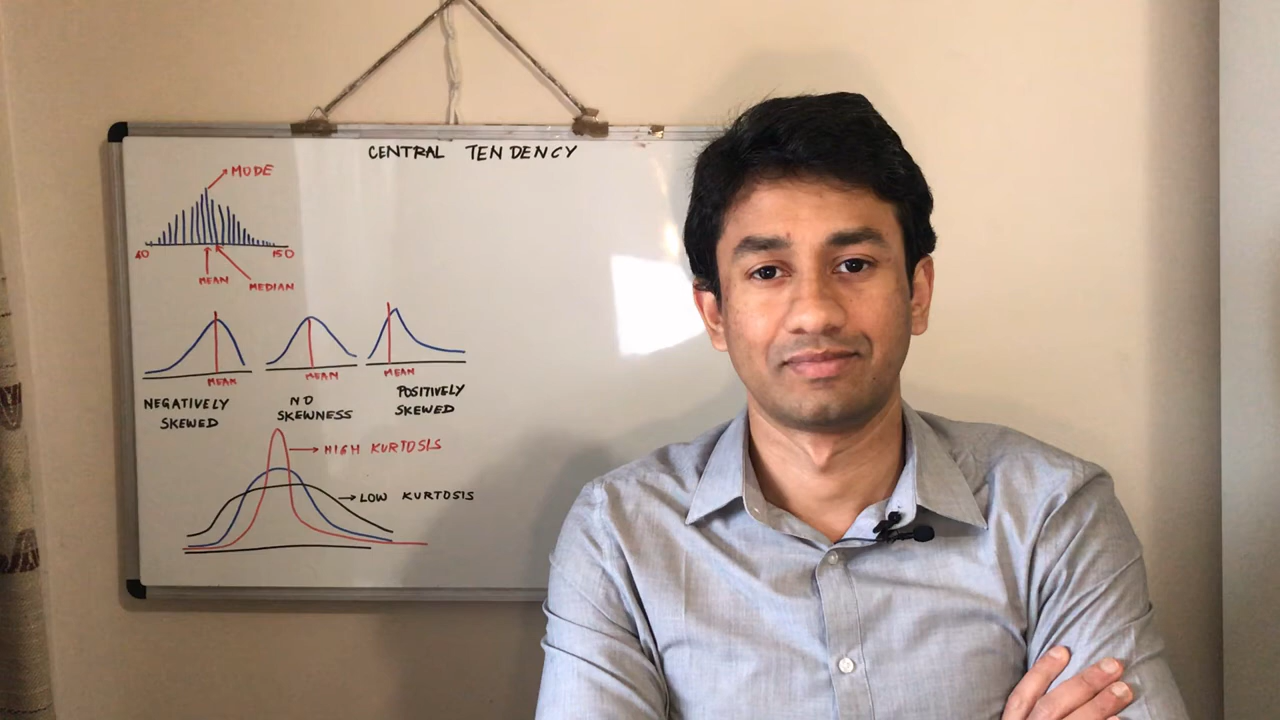 CENTRAL TENDENCY
MODE
40
150
MEAN
MEDIAN
MEAN
MEAN
MEAN
NEGATIVELY
SKEWED
NO
SKEWNESS
POSITIVELY
SKEWED
HIGH KURTOSIS
LOW KURTOSIS